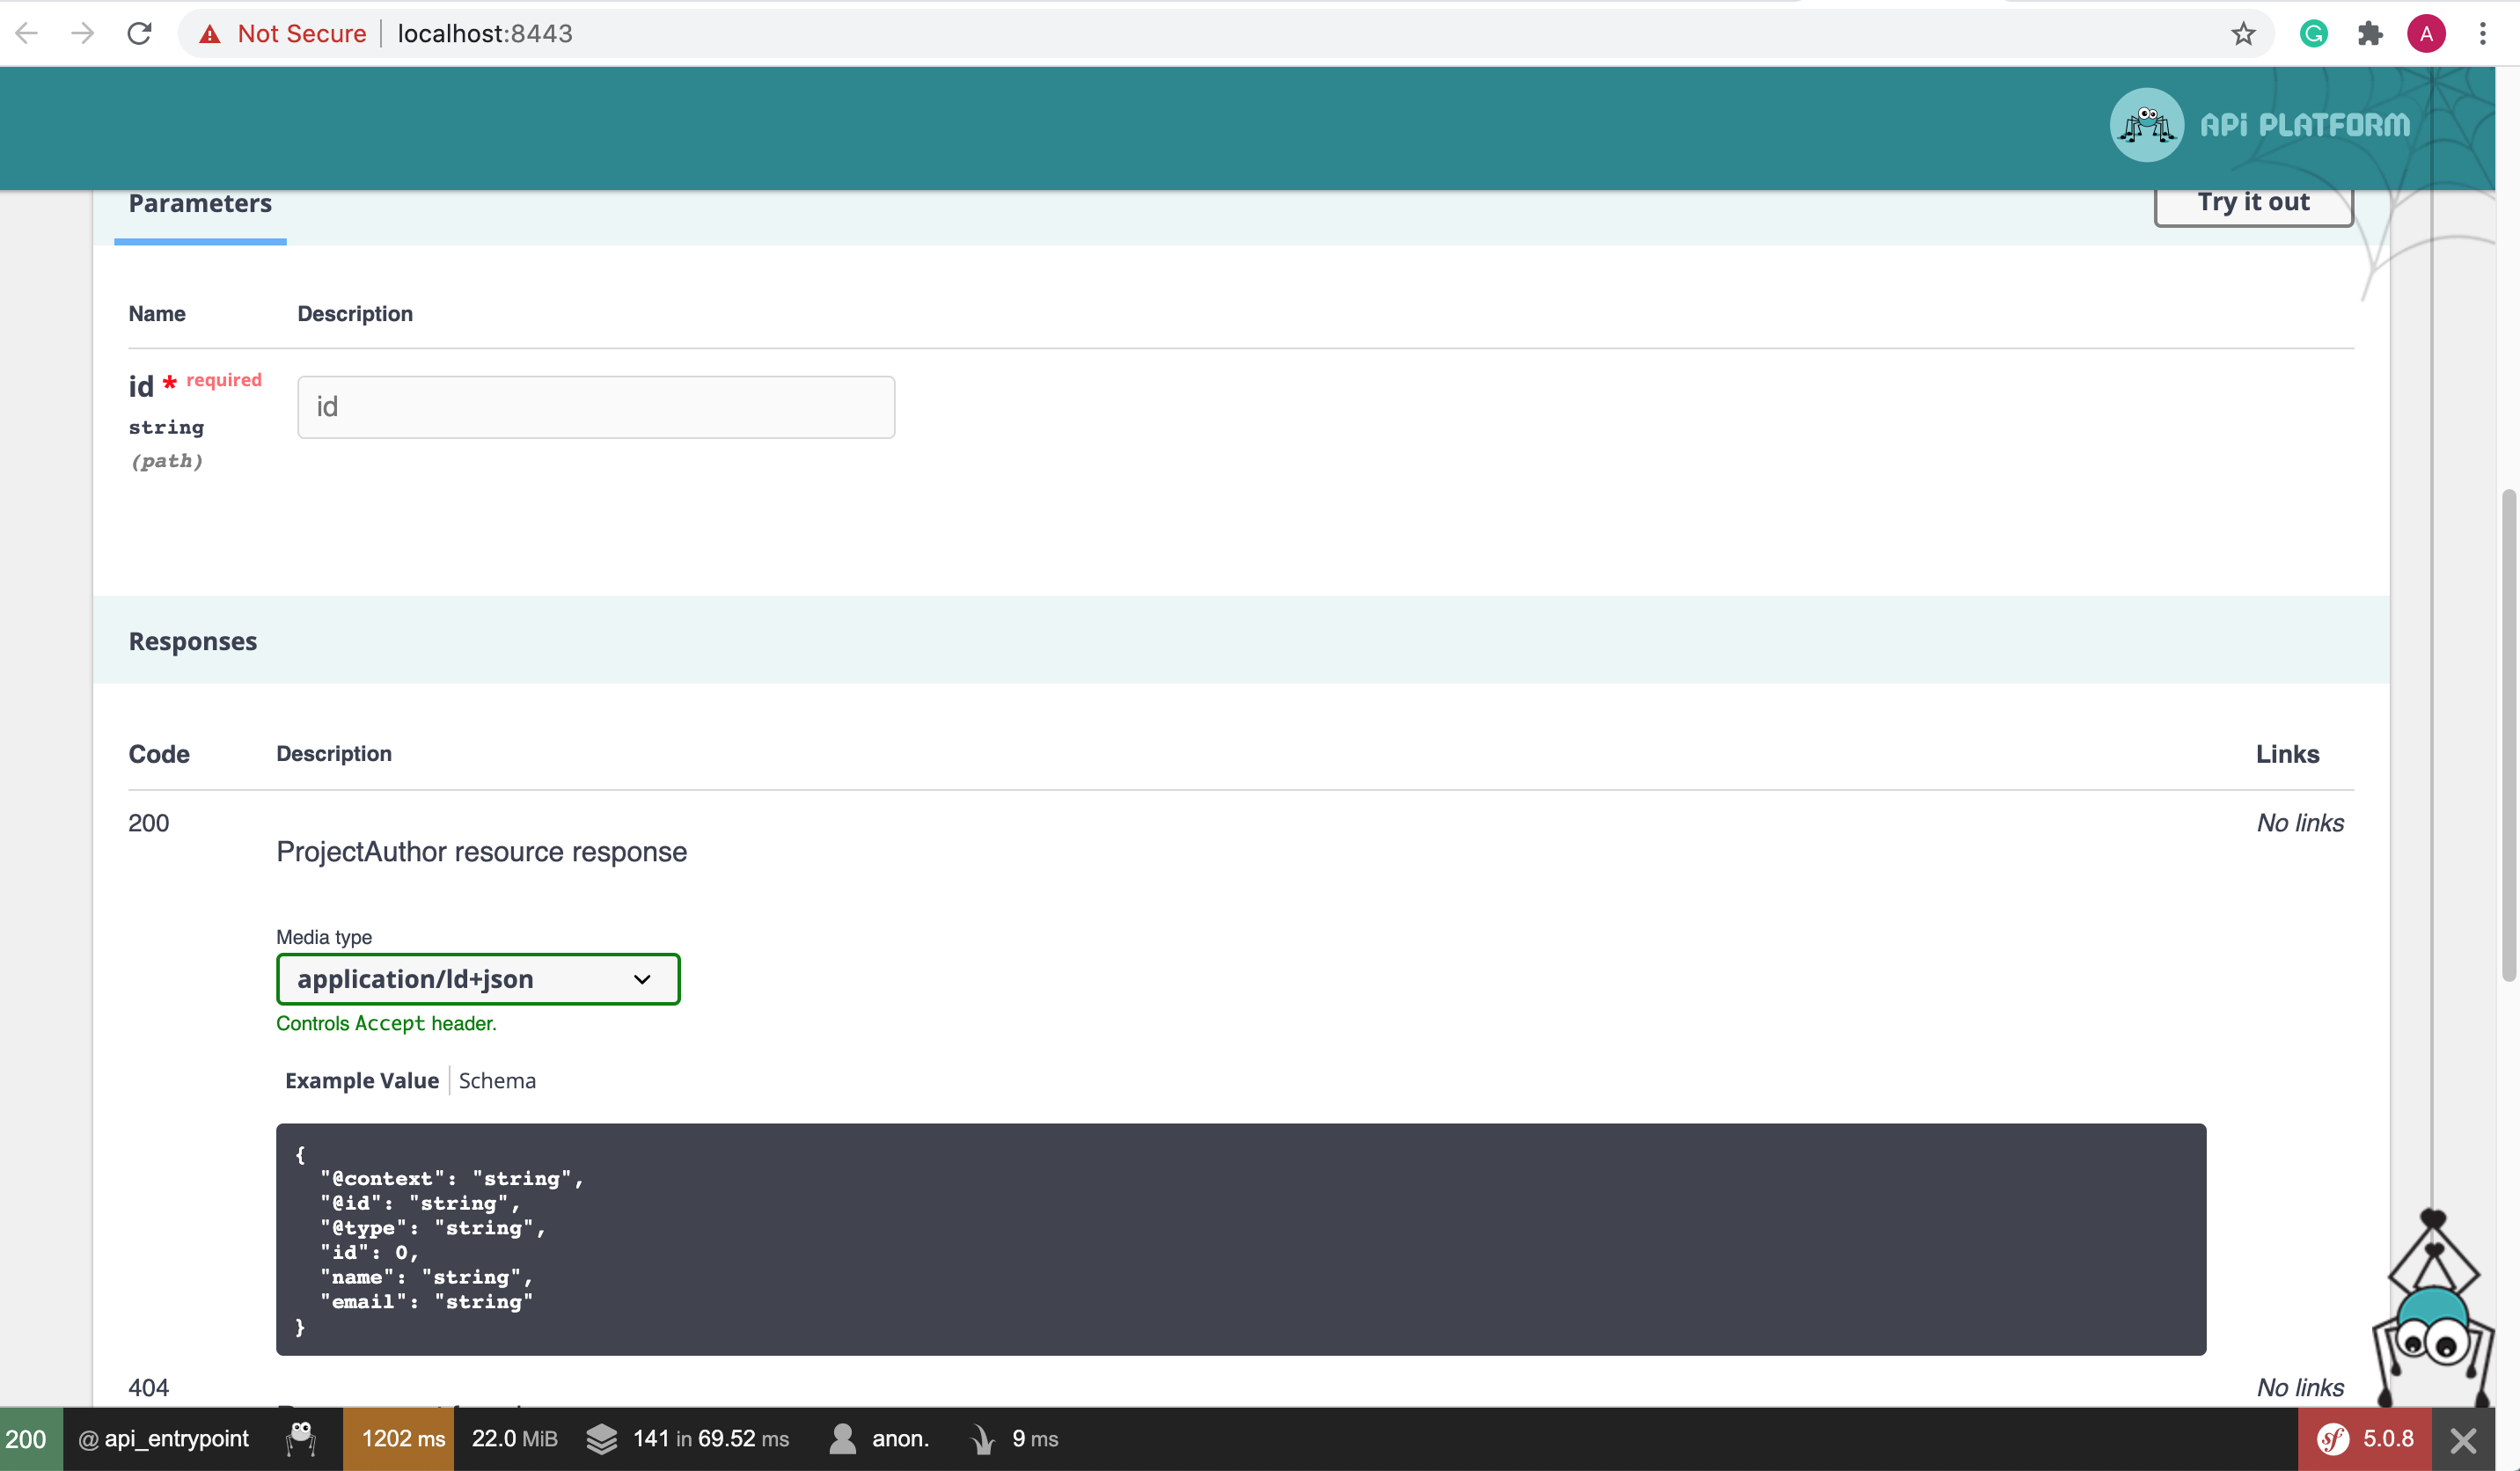 Not Secure localhost:8443
A
API PLATFORM
Parameters
Try it out
Name Description
id * required
string
(path)
id
Responses
Code Description Links
200 No links
ProjectAuthor resource response
Media type
application/ld+json
Controls Accept header.
Example Value Schema
{
"@context": "string",
"@id": "string",
"@type": "string",
"id": 0,
"name": "string",
"email": "string"
}
404 No links
200 @ api_entrypoint 1202 ms 22.0 MiB 141 in 69.52 ms anon. 9 ms sf 5.0.8